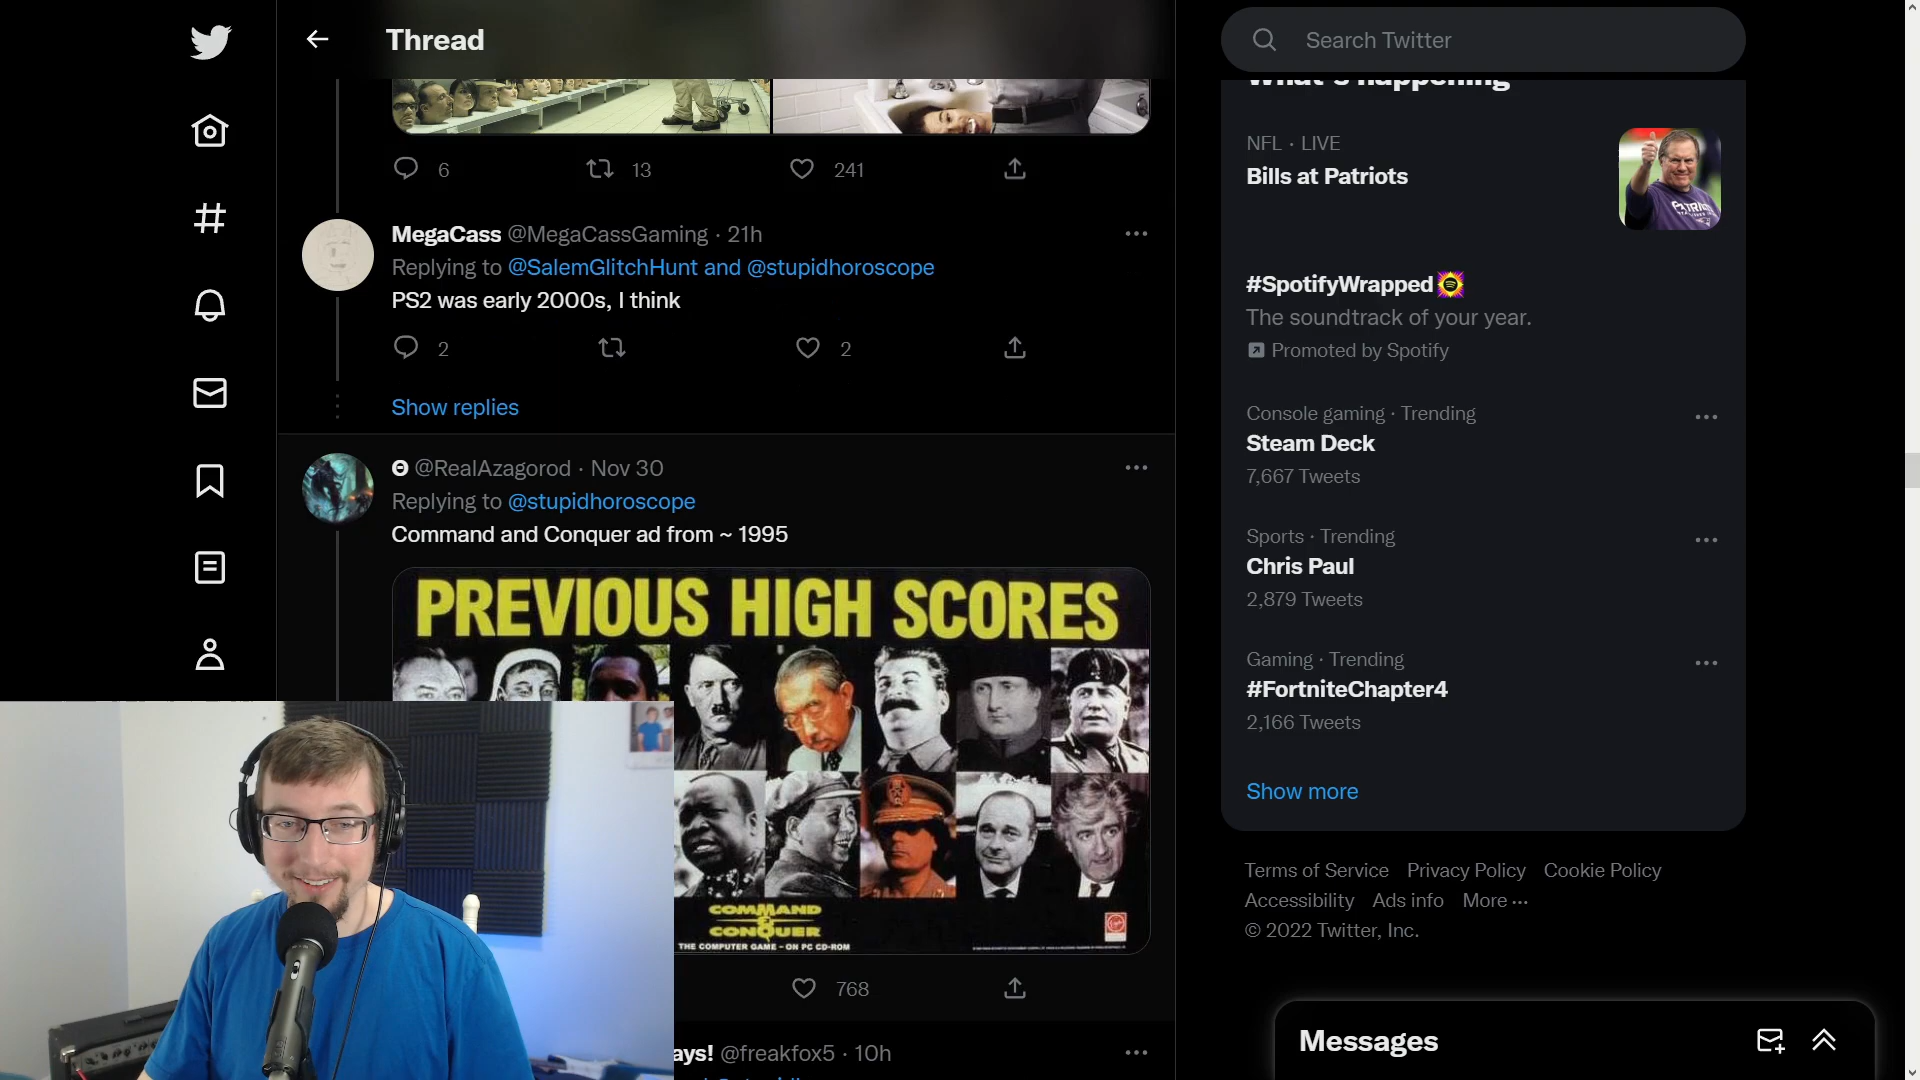 Thread
6
13
241
MegaCass @MegaCassGaming · 21h
Replying to @SalemGlitchHunt and @stupidhoroscope
PS2 was early 2000s, I think
2
2
Show replies
Θ @RealAzagorod · Nov 30
Replying to @stupidhoroscope
Command and Conquer ad from ~ 1995
PREVIOUS HIGH SCORES
COMMAND
CONQUER
THE COMPUTER GAME - ON PC CD-ROM
768
ays! @freakfox5 · 10h
Search Twitter
What's happening
NFL · LIVE
Bills at Patriots
#SpotifyWrapped
The soundtrack of your year.
Promoted by Spotify
Console gaming · Trending
Steam Deck
7,667 Tweets
Sports · Trending
Chris Paul
2,879 Tweets
Gaming · Trending
#FortniteChapter4
2,166 Tweets
Show more
Terms of Service Privacy Policy Cookie Policy
Accessibility Ads info More ···
© 2022 Twitter, Inc.
Messages